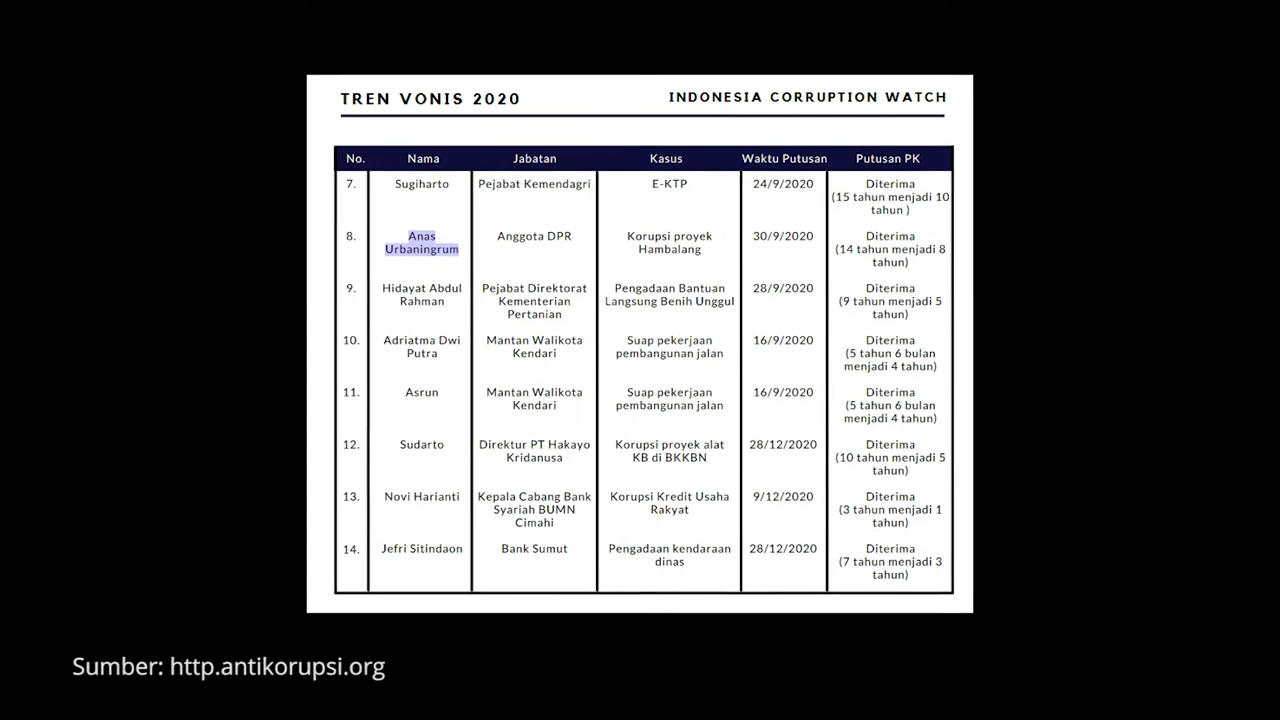 TREN VONIS 2020
INDONESIA CORRUPTION WATCH
No. Nama Jabatan Kasus Waktu Putusan Putusan PK
7. Sugiharto Pejabat Kemendagri E-KTP 24/9/2020 Diterima
(15 tahun menjadi 10
tahun )
8. Anas Anggota DPR Korupsi proyek 30/9/2020 Diterima
Urbaningrum Hambalang (14 tahun menjadi 8
tahun)
9. Hidayat Abdul Pejabat Direktorat Pengadaan Bantuan 28/9/2020 Diterima
Rahman Kementerian Langsung Benih Unggul (9 tahun menjadi 5
Pertanian tahun)
10. Adriatma Dwi Mantan Walikota Suap pekerjaan 16/9/2020 Diterima
Putra Kendari pembangunan jalan (5 tahun 6 bulan
menjadi 4 tahun)
11. Asrun Mantan Walikota Suap pekerjaan 16/9/2020 Diterima
Kendari pembangunan jalan (5 tahun 6 bulan
menjadi 4 tahun)
12. Sudarto Direktur PT Hakayo Korupsi proyek alat 28/12/2020 Diterima
Kridanusa KB di BKKBN (10 tahun menjadi 5
tahun)
13. Novi Harianti Kepala Cabang Bank Korupsi Kredit Usaha 9/12/2020 Diterima
Syariah BUMN Rakyat (3 tahun menjadi 1
Cimahi tahun)
14. Jefri Sitindaon Bank Sumut Pengadaan kendaraan 28/12/2020 Diterima
dinas (7 tahun menjadi 3
tahun)
Sumber: http.antikorupsi.org